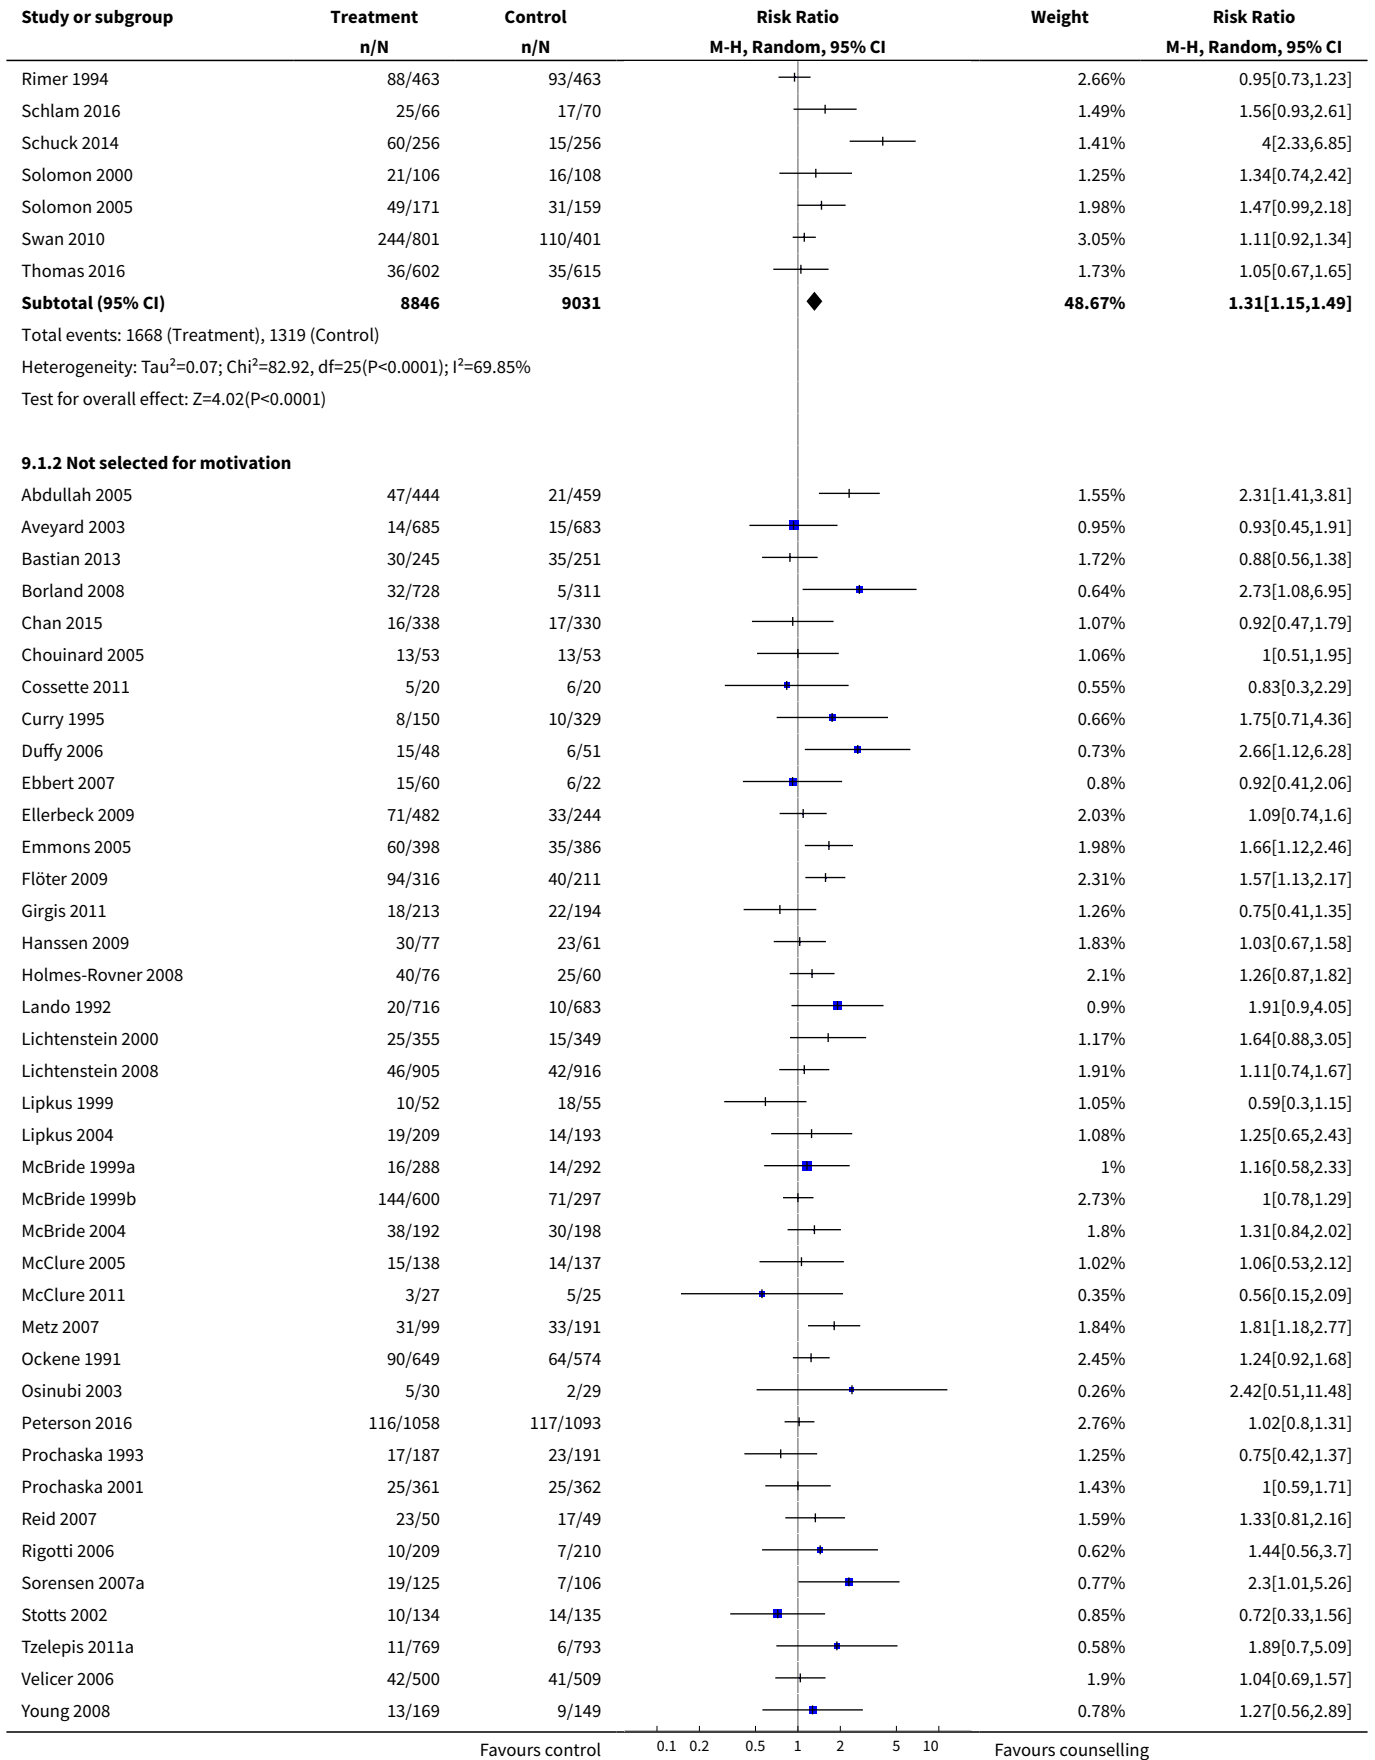 Study or subgroup Treatment Control Risk Ratio Weight Risk Ratio
n/N n/N M-H, Random, 95% CI M-H, Random, 95% CI
Rimer 1994 88/463 93/463 2.66% 0.95[0.73,1.23]
Schlam 2016 25/66 17/70 1.49% 1.56[0.93,2.61]
Schuck 2014 60/256 15/256 1.41% 4[2.33,6.85]
Solomon 2000 21/106 16/108 1.25% 1.34[0.74,2.42]
Solomon 2005 49/171 31/159 1.98% 1.47[0.99,2.18]
Swan 2010 244/801 110/401 3.05% 1.11[0.92,1.34]
Thomas 2016 36/602 35/615 1.73% 1.05[0.67,1.65]
Subtotal (95% CI) 8846 9031 48.67% 1.31[1.15,1.49]
Total events: 1668 (Treatment), 1319 (Control)
Heterogeneity: Tau²=0.07; Chi²=82.92, df=25(P<0.0001); I²=69.85%
Test for overall effect: Z=4.02(P<0.0001)
9.1.2 Not selected for motivation
Abdullah 2005 47/444 21/459 1.55% 2.31[1.41,3.81]
Aveyard 2003 14/685 15/683 0.95% 0.93[0.45,1.91]
Bastian 2013 30/245 35/251 1.72% 0.88[0.56,1.38]
Borland 2008 32/728 5/311 0.64% 2.73[1.08,6.95]
Chan 2015 16/338 17/330 1.07% 0.92[0.47,1.79]
Chouinard 2005 13/53 13/53 1.06% 1[0.51,1.95]
Cossette 2011 5/20 6/20 0.55% 0.83[0.3,2.29]
Curry 1995 8/150 10/329 0.66% 1.75[0.71,4.36]
Duffy 2006 15/48 6/51 0.73% 2.66[1.12,6.28]
Ebbert 2007 15/60 6/22 0.8% 0.92[0.41,2.06]
Ellerbeck 2009 71/482 33/244 2.03% 1.09[0.74,1.6]
Emmons 2005 60/398 35/386 1.98% 1.66[1.12,2.46]
Flöter 2009 94/316 40/211 2.31% 1.57[1.13,2.17]
Girgis 2011 18/213 22/194 1.26% 0.75[0.41,1.35]
Hanssen 2009 30/77 23/61 1.83% 1.03[0.67,1.58]
Holmes-Rovner 2008 40/76 25/60 2.1% 1.26[0.87,1.82]
Lando 1992 20/716 10/683 0.9% 1.91[0.9,4.05]
Lichtenstein 2000 25/355 15/349 1.17% 1.64[0.88,3.05]
Lichtenstein 2008 46/905 42/916 1.91% 1.11[0.74,1.67]
Lipkus 1999 10/52 18/55 1.05% 0.59[0.3,1.15]
Lipkus 2004 19/209 14/193 1.08% 1.25[0.65,2.43]
McBride 1999a 16/288 14/292 1% 1.16[0.58,2.33]
McBride 1999b 144/600 71/297 2.73% 1[0.78,1.29]
McBride 2004 38/192 30/198 1.8% 1.31[0.84,2.02]
McClure 2005 15/138 14/137 1.02% 1.06[0.53,2.12]
McClure 2011 3/27 5/25 0.35% 0.56[0.15,2.09]
Metz 2007 31/99 33/191 1.84% 1.81[1.18,2.77]
Ockene 1991 90/649 64/574 2.45% 1.24[0.92,1.68]
Osinubi 2003 5/30 2/29 0.26% 2.42[0.51,11.48]
Peterson 2016 116/1058 117/1093 2.76% 1.02[0.8,1.31]
Prochaska 1993 17/187 23/191 1.25% 0.75[0.42,1.37]
Prochaska 2001 25/361 25/362 1.43% 1[0.59,1.71]
Reid 2007 23/50 17/49 1.59% 1.33[0.81,2.16]
Rigotti 2006 10/209 7/210 0.62% 1.44[0.56,3.7]
Sorensen 2007a 19/125 7/106 0.77% 2.3[1.01,5.26]
Stotts 2002 10/134 14/135 0.85% 0.72[0.33,1.56]
Tzelepis 2011a 11/769 6/793 0.58% 1.89[0.7,5.09]
Velicer 2006 42/500 41/509 1.9% 1.04[0.69,1.57]
Young 2008 13/169 9/149 0.78% 1.27[0.56,2.89]
Favours control 0.1 0.2 0.5 1 2 5 10 Favours counselling